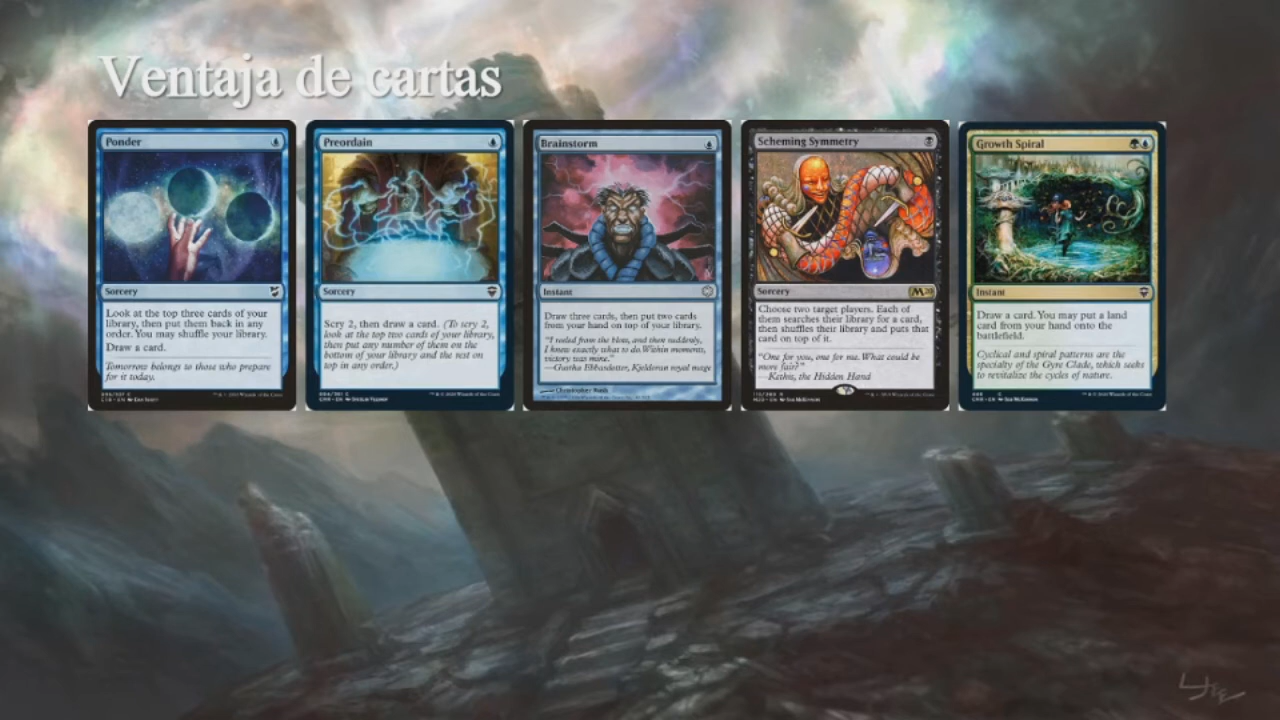 Ventaja de cartas
Ponder
Sorcery
Look at the top three cards of your
library, then put them back in any
order. You may shuffle your library.
Draw a card.
Tomorrow belongs to those who prepare
for it today.
Preordain
Sorcery
Scry 2, then draw a card. (To scry 2,
look at the top two cards of your library,
then put any number of them on the
bottom of your library and the rest on
top in any order.)
Brainstorm
Instant
Draw three cards, then put two cards
from your hand on top of your library.
"I reeled from the blow, and then suddenly,
I knew exactly what to do. Within moments,
victory was mine."
—Gustha Ebbasdotter, Kjeldoran royal mage
Scheming Symmetry
Sorcery
M20
Choose two target players. Each of
them searches their library for a card,
then shuffles their library and puts that
card on top of it.
"One for you, one for me. What could be
more fair?"
—Kathis, the Hidden Hand
Growth Spiral
Instant
Draw a card. You may put a land
card from your hand onto the
battlefield.
Cyclical and spiral patterns are the
specialty of the Gyre Clade, which seeks
to revitalize the cycles of nature.